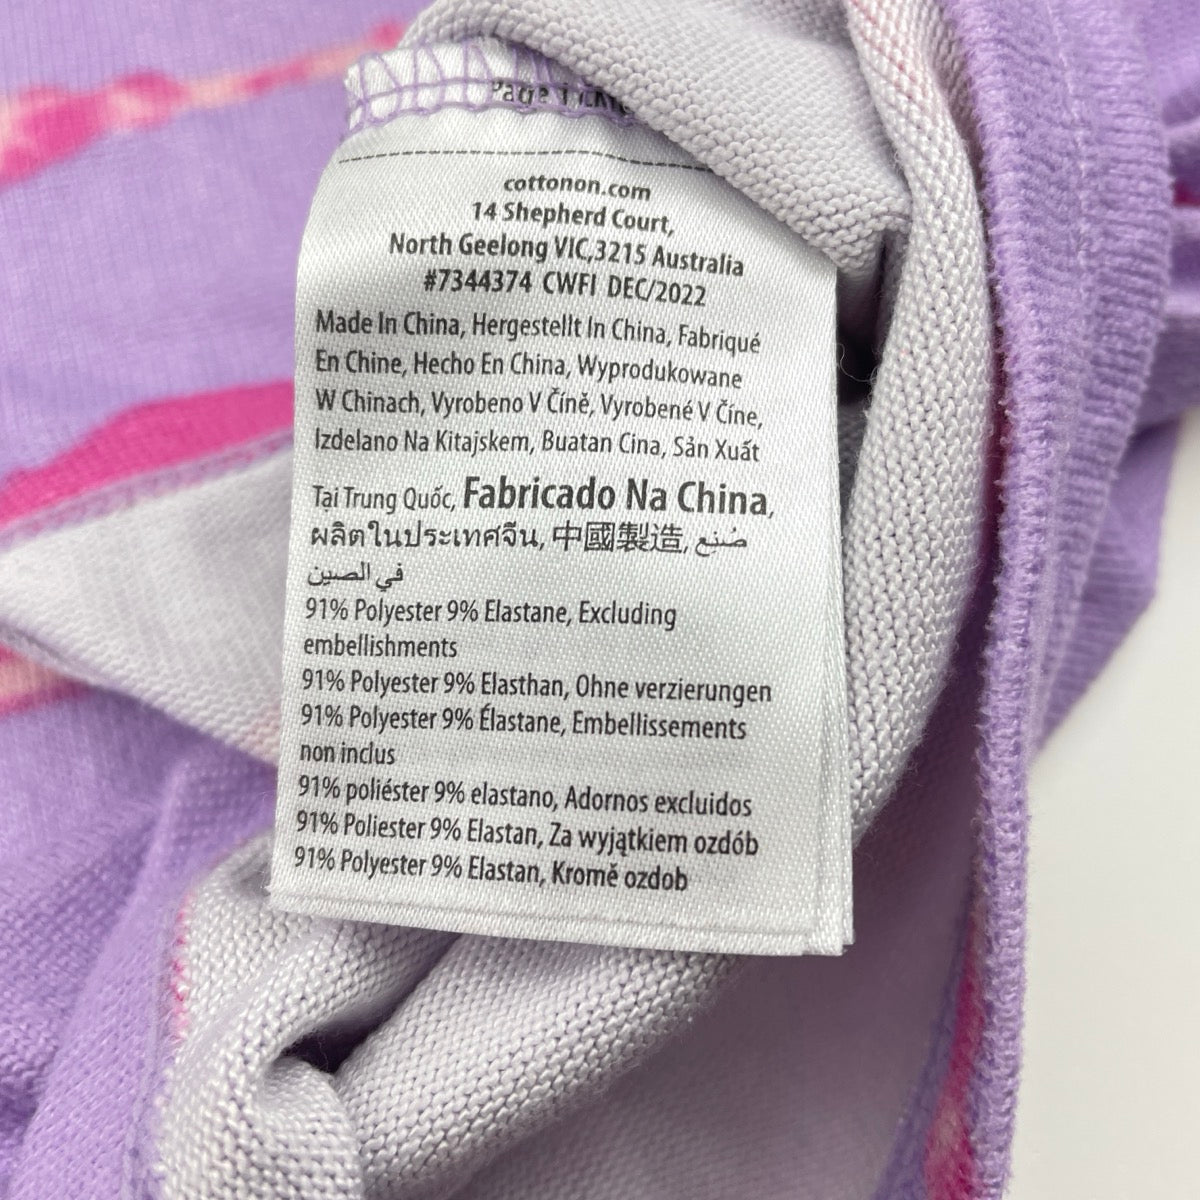 cottonon.com
14 Shepherd Court,
North Geelong VIC,3215 Australia
#7344374 CWFI DEC/2022
Made In China, Hergestellt In China, Fabriqué
En Chine, Hecho En China, Wyprodukowane
W Chinach, Vyrobeno V Číně, Vyrobené V Číne,
Izdelano Na Kitajskem, Buatan Cina, Sản Xuất
Tại Trung Quốc, Fabricado Na China,
ผลิตในประเทศจีน, 中國製造, صُنِع
في الصين
91% Polyester 9% Elastane, Excluding
embellishments
91% Polyester 9% Elasthan, Ohne verzierungen
91% Polyester 9% Élastane, Embellissements
non inclus
91% poliéster 9% elastano, Adornos excluidos
91% Poliester 9% Elastan, Za wyjątkiem ozdób
91% Polyester 9% Elastan, Kromě ozdob